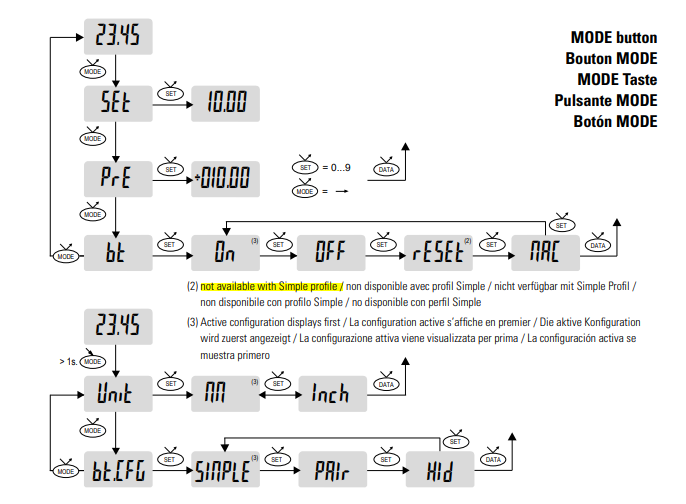 MODE button
Bouton MODE
MODE Taste
Pulsante MODE
Botón MODE
23.45
MODE
SEt
SET
10.00
MODE
PrE
SET
+010.00
SET = 0...9
MODE = →
DATA
MODE
MODE
bt
SET
On
(3)
SET
OFF
SET
rESEt
(2)
SET
MAC
SET
DATA
(2) not available with Simple profile / non disponible avec profil Simple / nicht verfügbar mit Simple Profil /
non disponibile con profilo Simple / no disponible con perfil Simple
(3) Active configuration displays first / La configuration active s'affiche en premier / Die aktive Konfiguration
wird zuerst angezeigt / La configurazione attiva viene visualizzata per prima / La configuración activa se
muestra primero
23.45
> 1s.
MODE
Unit
SET
MM
(3)
SET
Inch
DATA
MODE
MODE
bt.CFG
SET
SIMPLE
(3)
SET
PAIr
SET
HId
SET
DATA